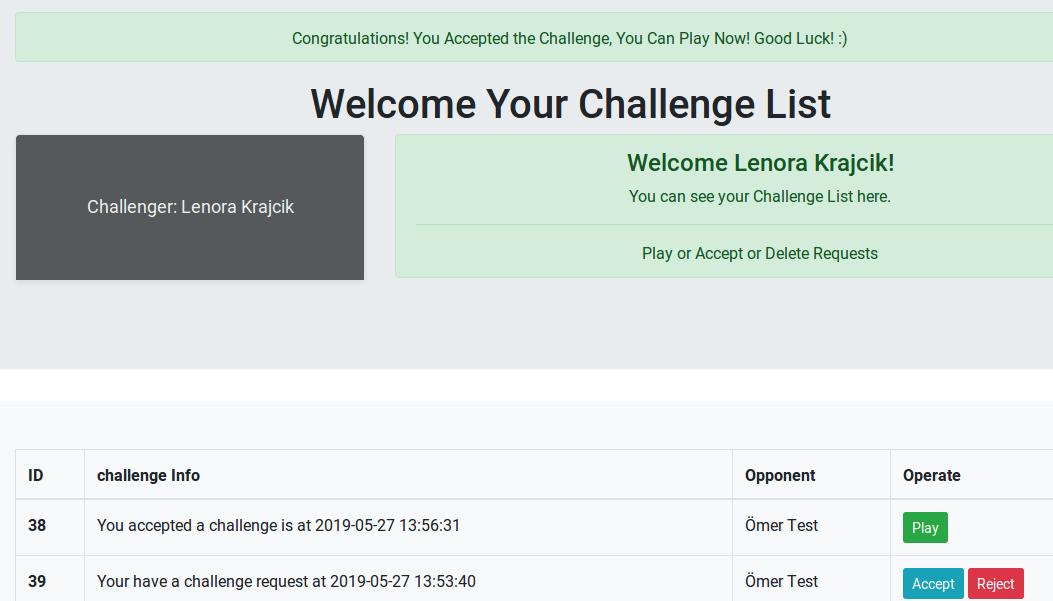 Congratulations! You Accepted the Challenge, You Can Play Now! Good Luck! :)
Welcome Your Challenge List
Challenger: Lenora Krajcik
Welcome Lenora Krajcik!
You can see your Challenge List here.
Play or Accept or Delete Requests
ID challenge Info Opponent Operate
38 You accepted a challenge is at 2019-05-27 13:56:31 Ömer Test Play
39 Your have a challenge request at 2019-05-27 13:53:40 Ömer Test Accept Reject